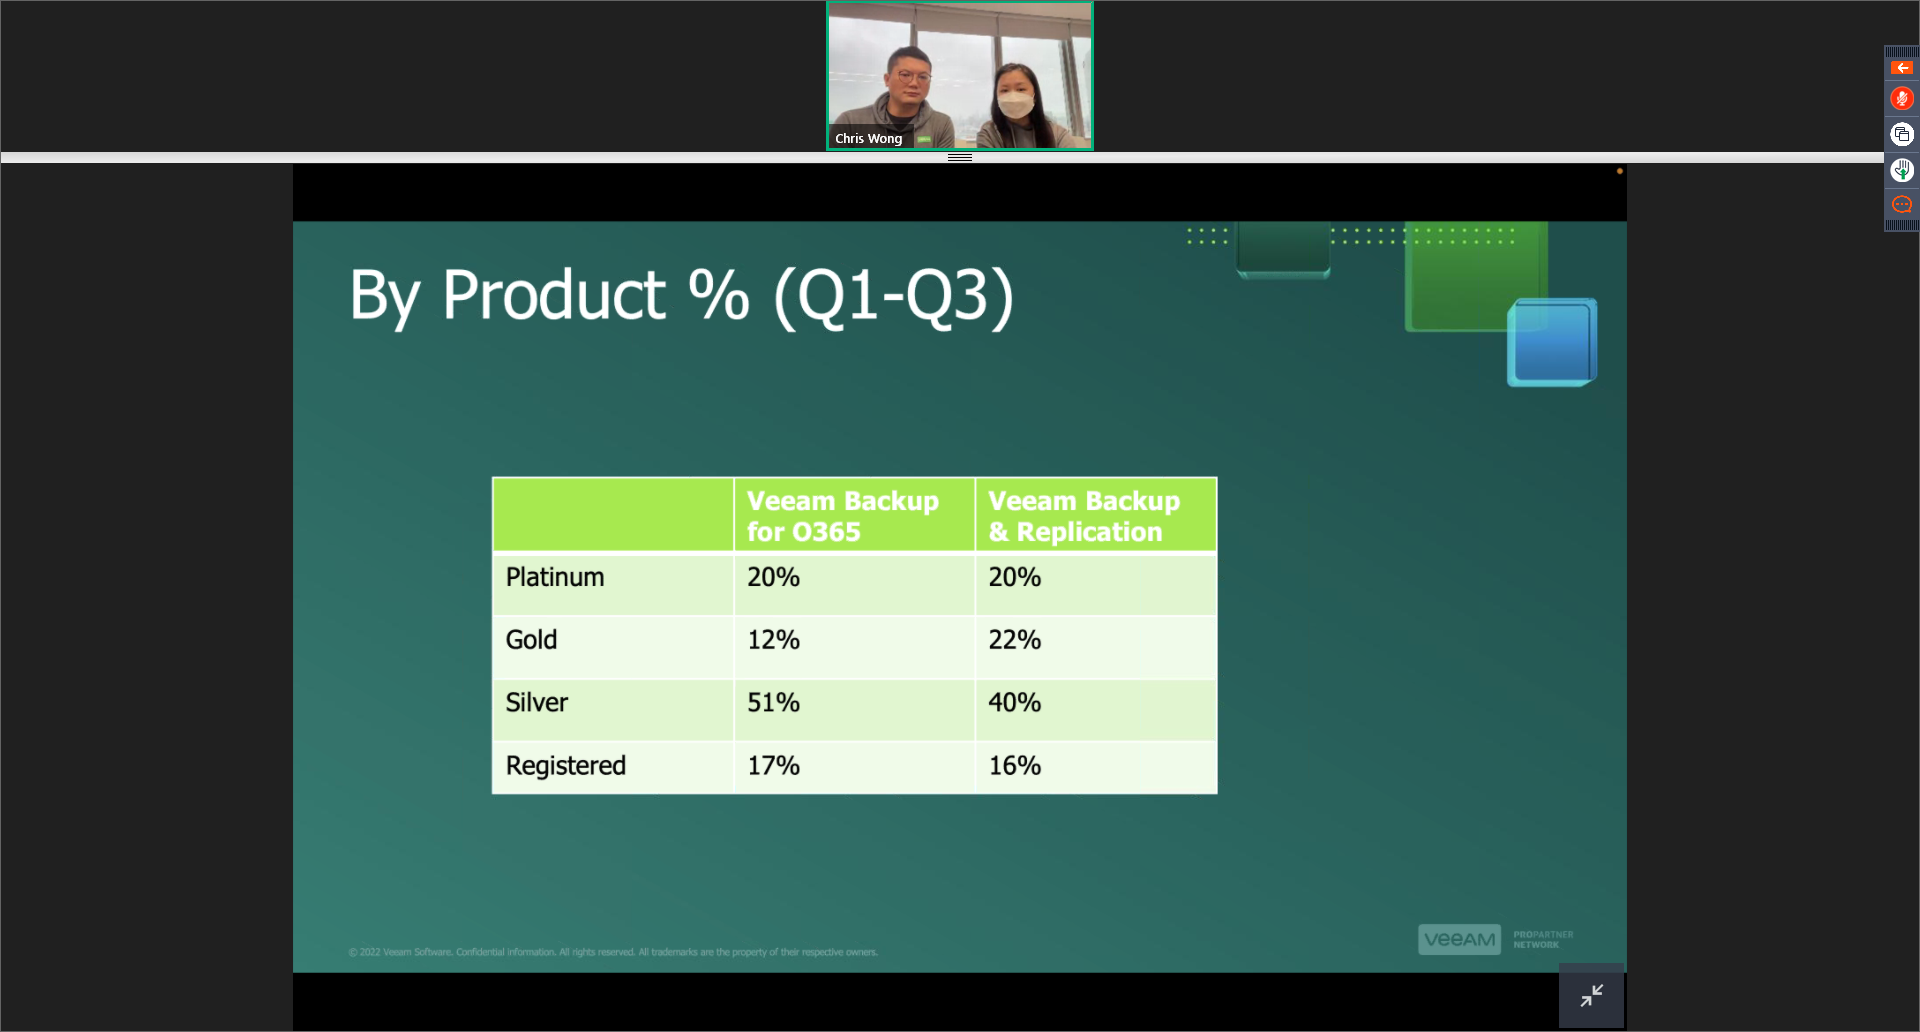 Chris Wong
By Product % (Q1-Q3)
Veeam Backup
for O365
Veeam Backup
& Replication
Platinum 20% 20%
Gold 12% 22%
Silver 51% 40%
Registered 17% 16%
© 2022 Veeam Software. Confidential information. All rights reserved. All trademarks are the property of their respective owners.
veeAM
PROPARTNER
NETWORK